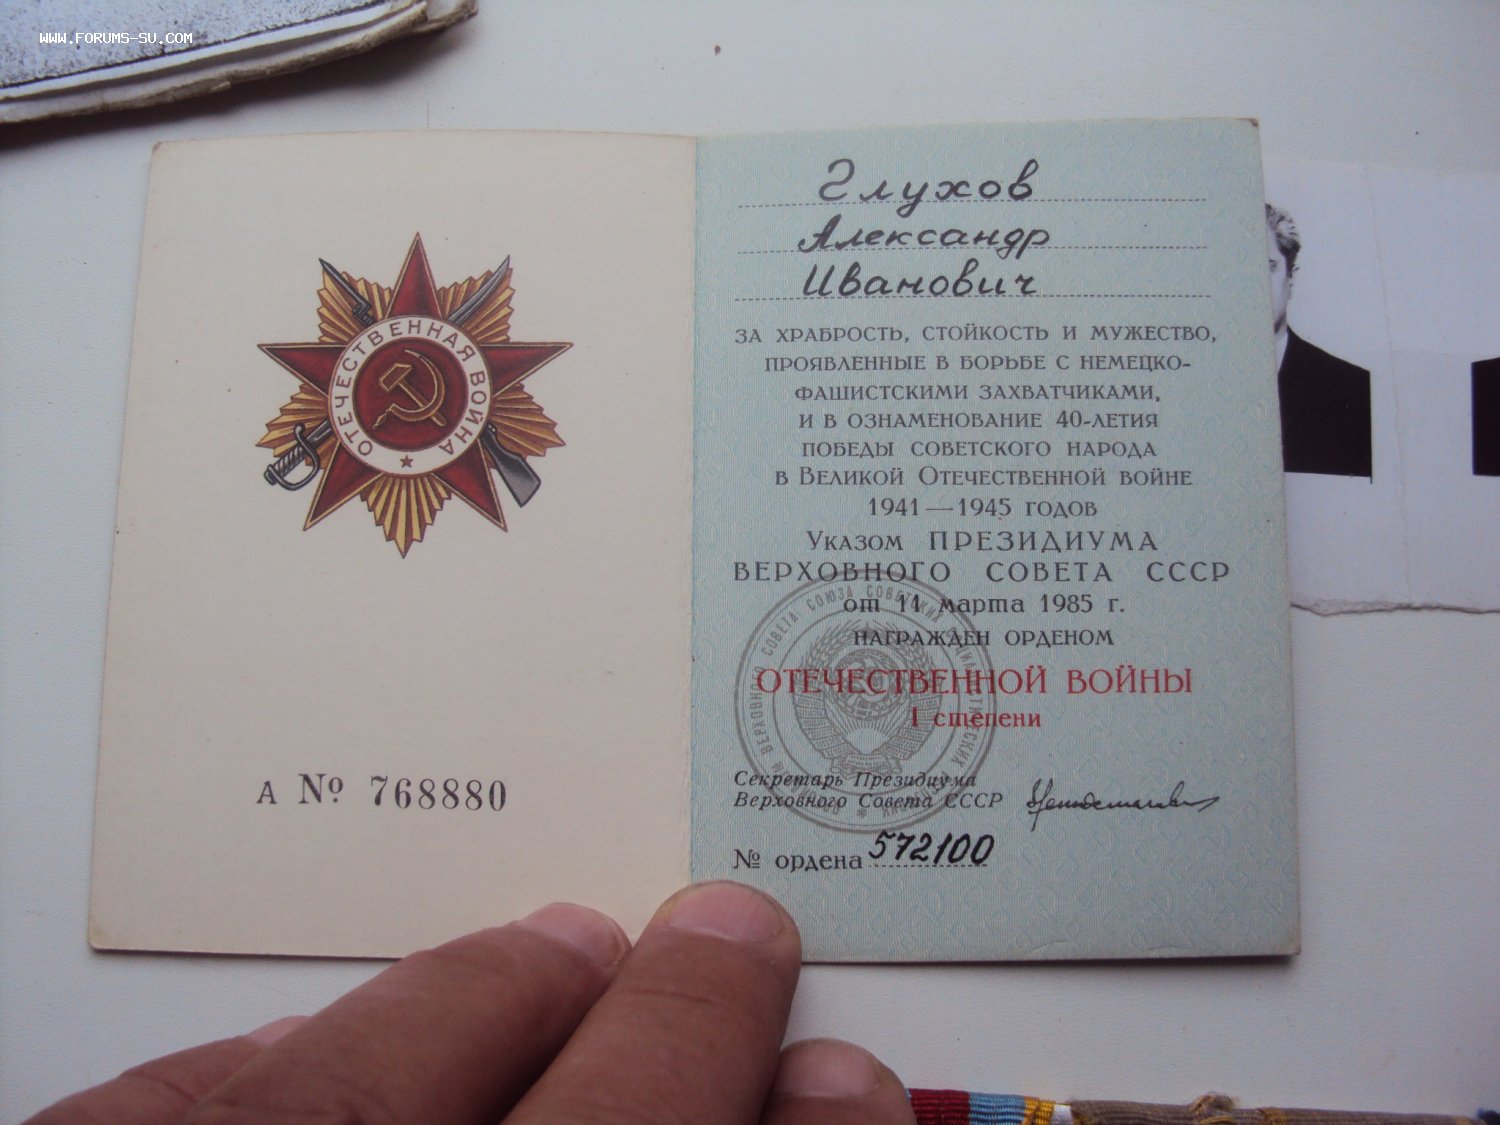 WWW.FORUMS-SU.COM
ОТЕЧЕСТВЕННАЯ ВОЙНА
А № 768880
Глухов
Александр
Иванович
ЗА ХРАБРОСТЬ, СТОЙКОСТЬ И МУЖЕСТВО,
ПРОЯВЛЕННЫЕ В БОРЬБЕ С НЕМЕЦКО-
ФАШИСТСКИМИ ЗАХВАТЧИКАМИ,
И В ОЗНАМЕНОВАНИЕ 40-ЛЕТИЯ
ПОБЕДЫ СОВЕТСКОГО НАРОДА
В ВЕЛИКОЙ ОТЕЧЕСТВЕННОЙ ВОЙНЕ
1941—1945 ГОДОВ
УКАЗОМ ПРЕЗИДИУМА
ВЕРХОВНОГО СОВЕТА СССР
от 11 марта 1985 г.
НАГРАЖДЕН ОРДЕНОМ
ОТЕЧЕСТВЕННОЙ ВОЙНЫ
I степени
Секретарь Президиума
Верховного Совета СССР
№ ордена 572100